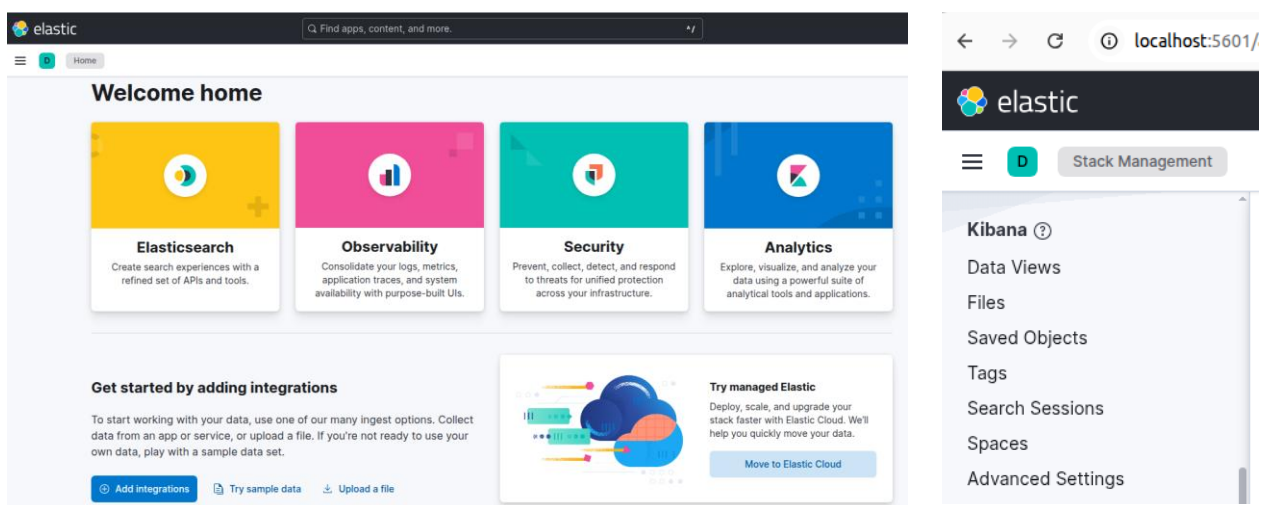 elastic
Find apps, content, and more.
^/
D
Home
Welcome home
Elasticsearch
Create search experiences with a
refined set of APIs and tools.
Observability
Consolidate your logs, metrics,
application traces, and system
availability with purpose-built UIs.
Security
Prevent, collect, detect, and respond
to threats for unified protection
across your infrastructure.
Analytics
Explore, visualize, and analyze your
data using a powerful suite of
analytical tools and applications.
Get started by adding integrations
To start working with your data, use one of our many ingest options. Collect
data from an app or service, or upload a file. If you're not ready to use your
own data, play with a sample data set.
Add integrations
Try sample data
Upload a file
Try managed Elastic
Deploy, scale, and upgrade your
stack faster with Elastic Cloud. We'll
help you quickly move your data.
Move to Elastic Cloud
localhost:5601/
elastic
D
Stack Management
Kibana
Data Views
Files
Saved Objects
Tags
Search Sessions
Spaces
Advanced Settings